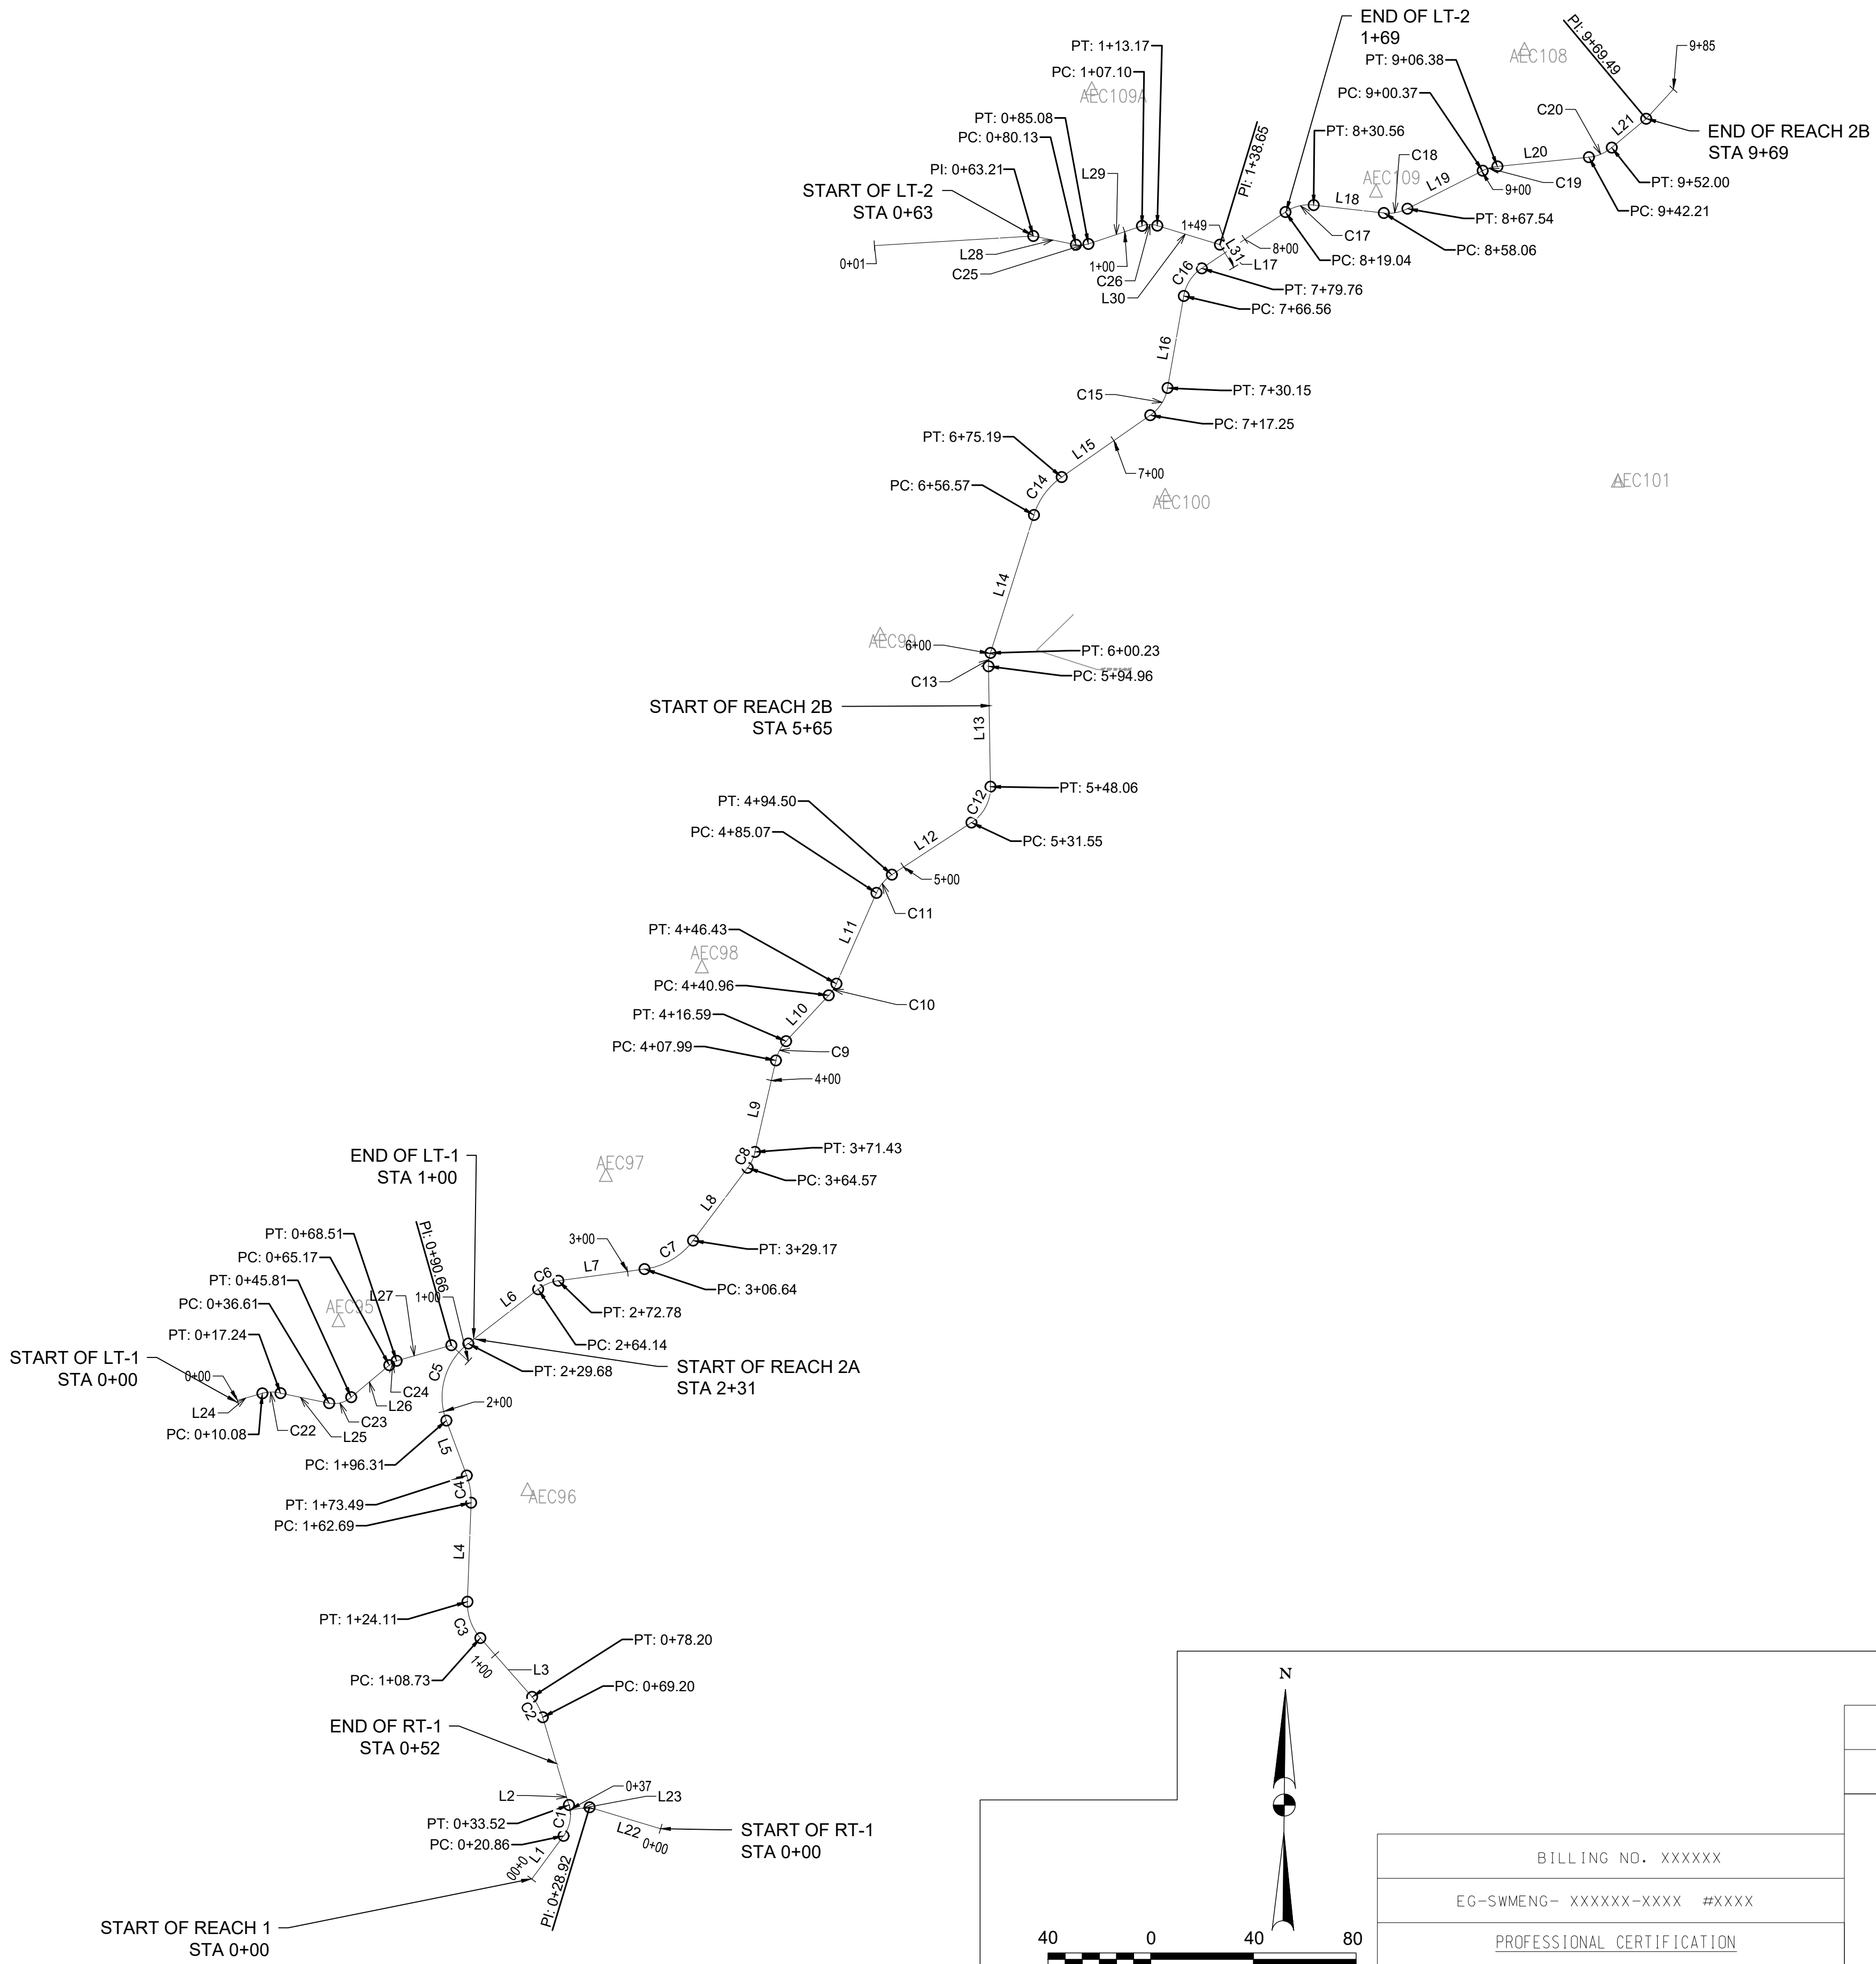 END OF LT-2
1+69
PI: 9+69.49
AEC108
9+85
PT: 1+13.17
PT: 9+06.38
PC: 1+07.10
AEC109A
PC: 9+00.37
PT: 0+85.08
C20
L21
END OF REACH 2B
STA 9+69
PC: 0+80.13
PI: 1+38.65
PT: 8+30.56
C18
L20
PI: 0+63.21
L29
AEC109
L19
C19
START OF LT-2
STA 0+63
9+00
PT: 9+52.00
L18
PC: 9+42.21
1+49
PT: 8+67.54
C17
8+00
PC: 8+58.06
L28
L31
0+01
C25
1+00
L17
PC: 8+19.04
C26
C16
L30
PT: 7+79.76
PC: 7+66.56
L16
PT: 7+30.15
C15
PC: 7+17.25
PT: 6+75.19
L15
7+00
AEC101
PC: 6+56.57
C14
AEC100
L14
AEC99
6+00
PT: 6+00.23
C13
PC: 5+94.96
START OF REACH 2B
STA 5+65
L13
PT: 5+48.06
PT: 4+94.50
C12
PC: 4+85.07
L12
PC: 5+31.55
5+00
C11
PT: 4+46.43
L11
AEC98
PC: 4+40.96
C10
PT: 4+16.59
L10
PC: 4+07.99
C9
4+00
L9
END OF LT-1
STA 1+00
PT: 3+71.43
AEC97
C8
PC: 3+64.57
L8
PT: 0+68.51
PI: 0+90.66
PC: 0+65.17
3+00
C7
PT: 3+29.17
PT: 0+45.81
C6
L7
PC: 3+06.64
L27
1+00
L6
AEC95
PC: 0+36.61
PT: 2+72.78
PT: 0+17.24
PC: 2+64.14
START OF LT-1
STA 0+00
0+00
C5
PT: 2+29.68
START OF REACH 2A
STA 2+31
C24
L26
2+00
L24
C23
C22
PC: 0+10.08
L25
L5
PC: 1+96.31
C4
PT: 1+73.49
AEC96
PC: 1+62.69
L4
PT: 1+24.11
C3
PT: 0+78.20
1+00
L3
PC: 1+08.73
PC: 0+69.20
C2
END OF RT-1
STA 0+52
0+37
L2
L23
PT: 0+33.52
C1
L22
START OF RT-1
STA 0+00
PC: 0+20.86
0+00
L1
0+00
PI: 0+28.92
START OF REACH 1
STA 0+00
N
40 0 40 80
BILLING NO. XXXXXX
EG-SWMENG- XXXXXX-XXXX #XXXX
PROFESSIONAL CERTIFICATION